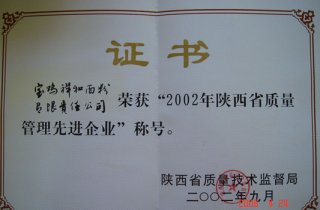 证书
宝鸡祥和面粉
有限责任公司 荣获“2002年陕西省质量
管理先进企业”称号。
陕西省质量技术监督局
二〇〇二年九月